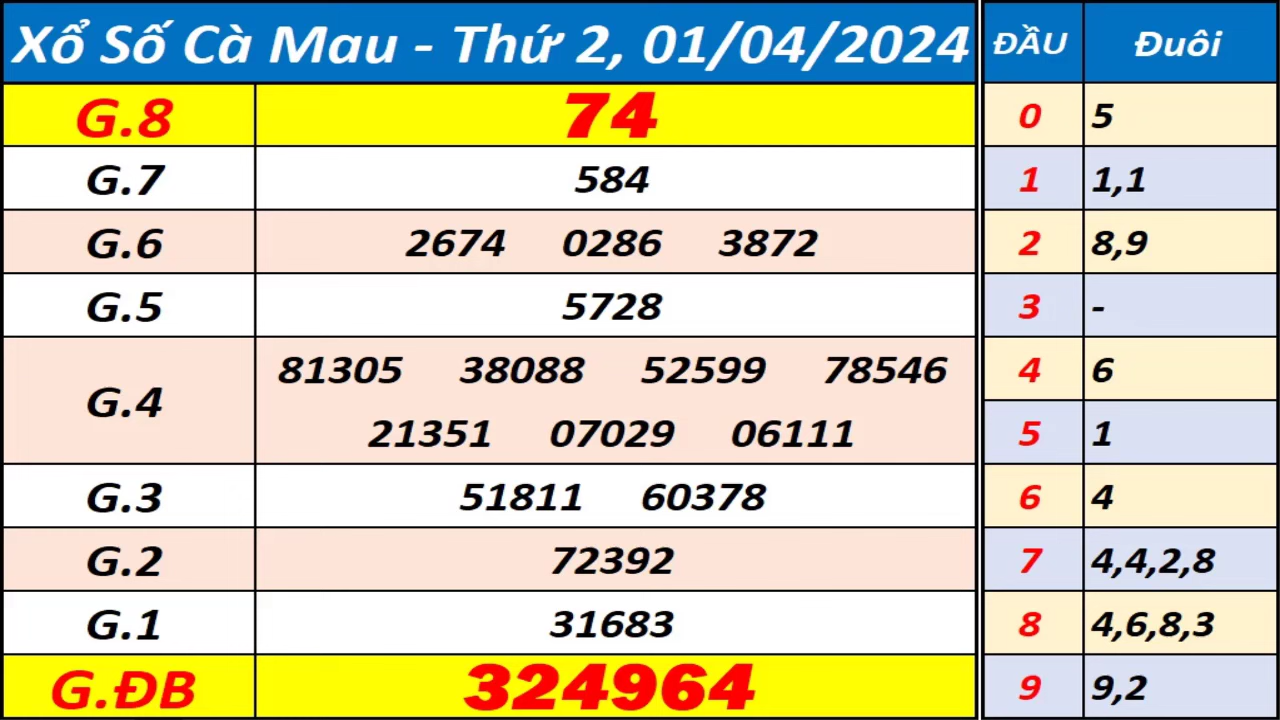 Xổ Số Cà Mau - Thứ 2, 01/04/2024
G.8 74
G.7 584
G.6 2674 0286 3872
G.5 5728
G.4 81305 38088 52599 78546
21351 07029 06111
G.3 51811 60378
G.2 72392
G.1 31683
G.ĐB 324964
ĐẦU Đuôi
0 5
1 1,1
2 8,9
3 -
4 6
5 1
6 4
7 4,4,2,8
8 4,6,8,3
9 9,2